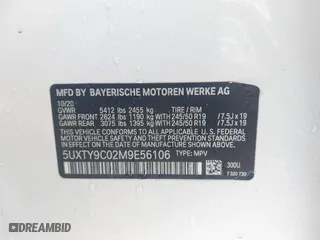 MFD BY BAYERISCHE MOTOREN WERKE AG
10/20
GVWR 5412 lbs 2455 kg TIRE / RIM
GAWR FRONT 2624 lbs 1190 kg 245/50 R19 /7.5J x 19
GAWR REAR 3075 lbs 1395 kg 245/50 R19 /7.5J x 19
THIS VEHICLE CONFORMS TO ALL APPLICABLE FEDERAL MOTOR VEHICLE SAFETY, BUMPER, AND THEFT PREVENTION STANDARDS IN EFFECT ON THE DATE OF MANUFACTURE SHOWN ABOVE.
5UXTY9C02M9E56106 TYPE: MPV
300U
DEALERSHIP.COM